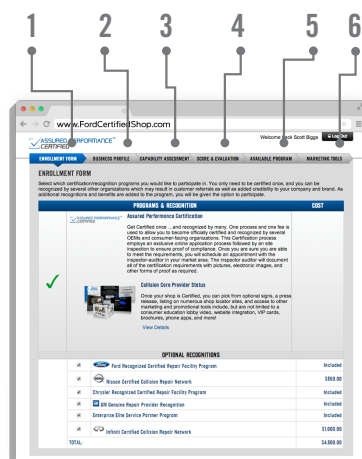 1 2 3 4 5 6
www.FordCertifiedShop.com
ASSURED PERFORMANCE
CERTIFIED
Welcome Back Scott Biggs Log Out
ENROLLMENT FORM BUSINESS PROFILE CAPABILITY ASSESSMENT SCORE & EVALUATION AVAILABLE PROGRAM MARKETING TOOLS
ENROLLMENT FORM
Select which certification/recognition programs you would like to participate in. You only need to be certified once, and you can be
recognized by several other organizations which may result in customer referrals as well as added credibility to your company and brand. As
additional recognitions and benefits are added to the program, you will be given the option to participate.
PROGRAMS & RECOGNITION COST
ASSURED PERFORMANCE
CERTIFIED
Assured Performance Certification
Get Certified once ...and recognized by many. One process and one fee is
used to allow you to become officially certified and recognized by several
OEMs and consumer-facing organizations. This Certification process
employs an exclusive online application process followed by on site
inspection to ensure proof of compliance. Once you are sure you are able
to meet the requirements, you will schedule an appointment with the
inspector-auditor in your market area. The inspector auditor will document
all of the certification requirements with pictures, electronic images, and
other forms of proof as required.
Collision Care Provider Status
Once your shop is Certified, you can pick from optional signs, a press
release, listing on numerous shop locator sites, and access to other
marketing and promotional tools include, but are not limited to a
consumer education lobby video, website integration, VIP cards,
brochures, phone apps, and more!
View Details
OPTIONAL RECOGNITIONS
Ford Ford Recognized Certified Repair Facility Program Included
Nissan Certified Collision Repair Network $950.00
Chrysler Recognized Certified Repair Facility Program Included
GM GM Genuine Repair Provider Recognition Included
Enterprise Elite Service Partner Program Included
Infiniti Certified Collision Repair Network $1,000.00
TOTAL: $4,800.00